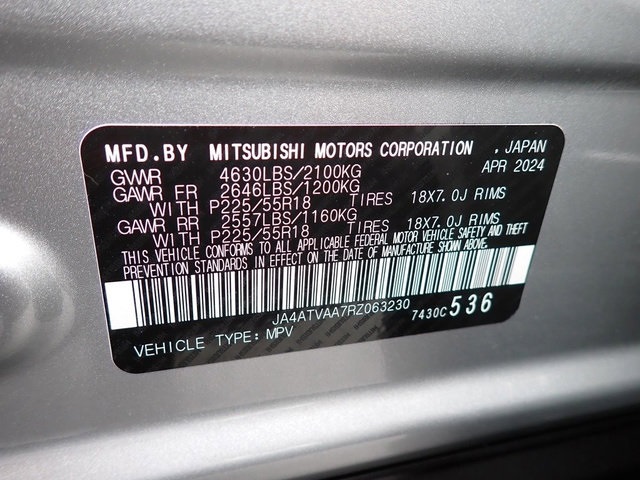 MFD.BY MITSUBISHI MOTORS CORPORATION , JAPAN
APR 2024
GVWR 4630LBS/2100KG
GAWR FR 2646LBS/1200KG
WITH P225/55R18 TIRES 18X7.0J RIMS
GAWR RR 2557LBS/1160KG
WITH P225/55R18 TIRES 18X7.0J RIMS
THIS VEHICLE CONFORMS TO ALL APPLICABLE FEDERAL MOTOR VEHICLE SAFETY AND THEFT
PREVENTION STANDARDS IN EFFECT ON THE DATE OF MANUFACTURE SHOWN ABOVE.
JA4ATVAA7RZ063230 7430C536
VEHICLE TYPE: MPV